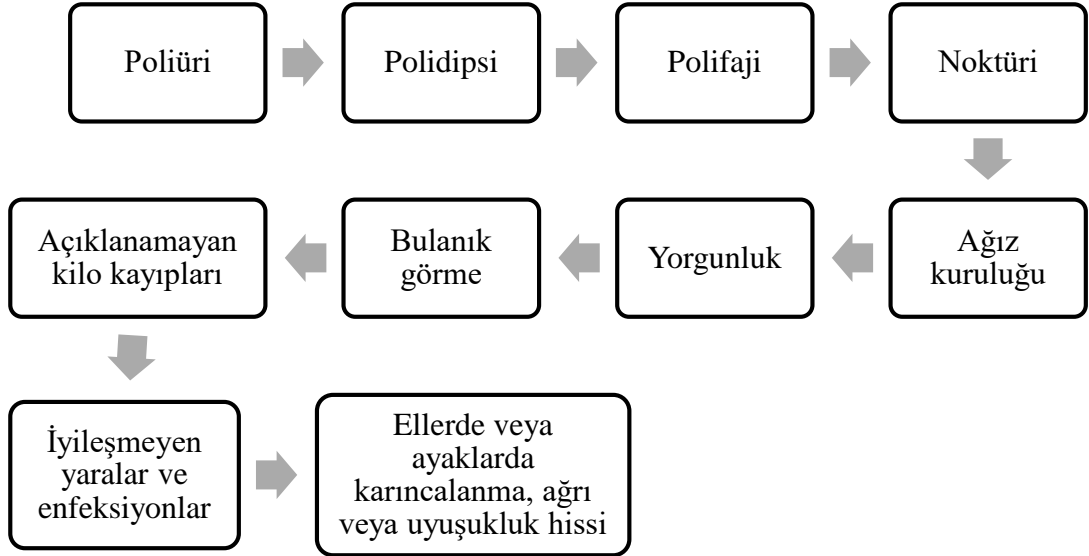 Poliüri
Polidipsi
Polifaji
Noktüri
Ağız
kuruluğu
Yorgunluk
Bulanık
görme
Açıklanamayan
kilo kayıpları
İyileşmeyen
yaralar ve
enfeksiyonlar
Ellerde veya
ayaklarda
karıncalanma, ağrı
veya uyuşukluk hissi